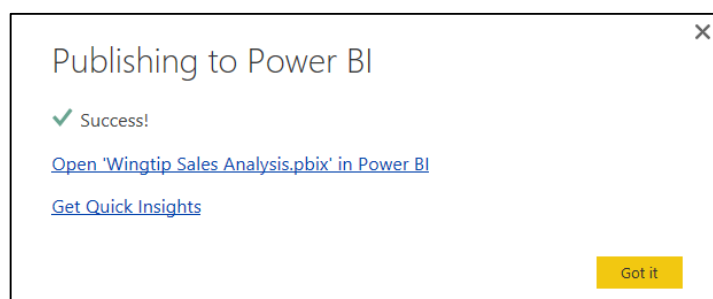 Publishing to Power BI
Success!
Open 'Wingtip Sales Analysis.pbix' in Power BI
Get Quick Insights
Got it